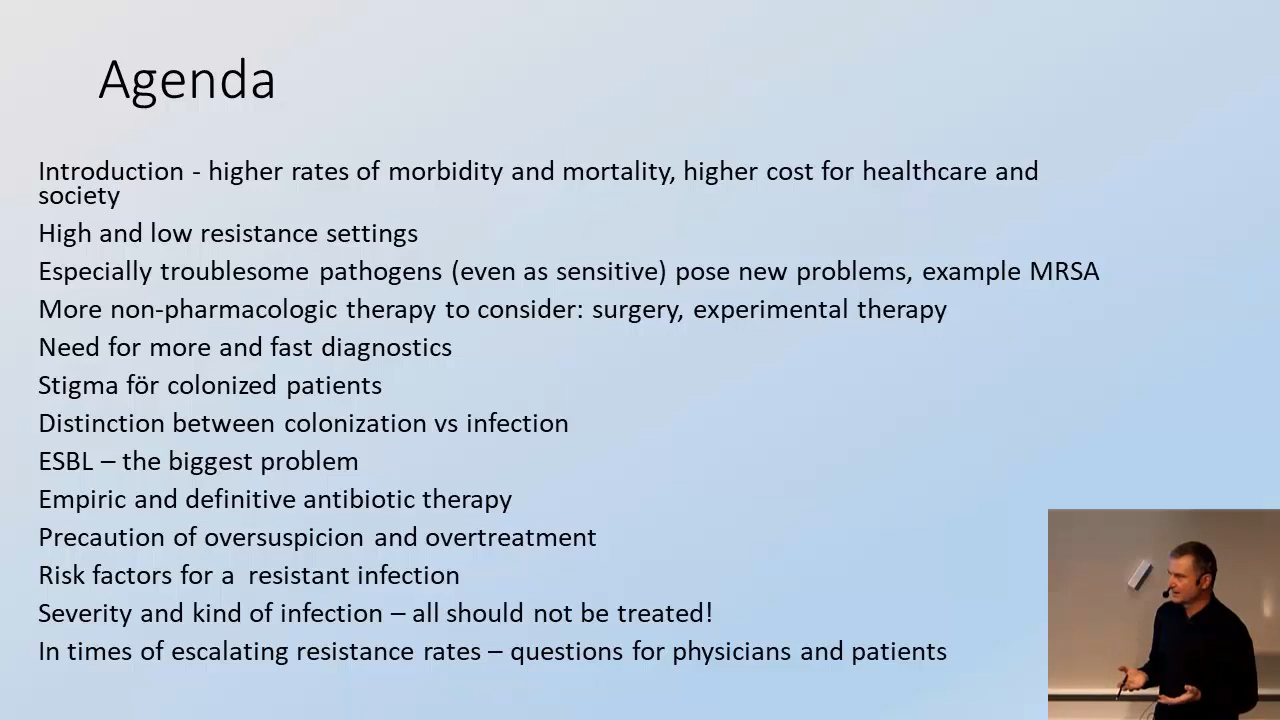 Agenda
Introduction - higher rates of morbidity and mortality, higher cost for healthcare and
society
High and low resistance settings
Especially troublesome pathogens (even as sensitive) pose new problems, example MRSA
More non-pharmacologic therapy to consider: surgery, experimental therapy
Need for more and fast diagnostics
Stigma för colonized patients
Distinction between colonization vs infection
ESBL – the biggest problem
Empiric and definitive antibiotic therapy
Precaution of oversuspicion and overtreatment
Risk factors for a  resistant infection
Severity and kind of infection – all should not be treated!
In times of escalating resistance rates – questions for physicians and patients